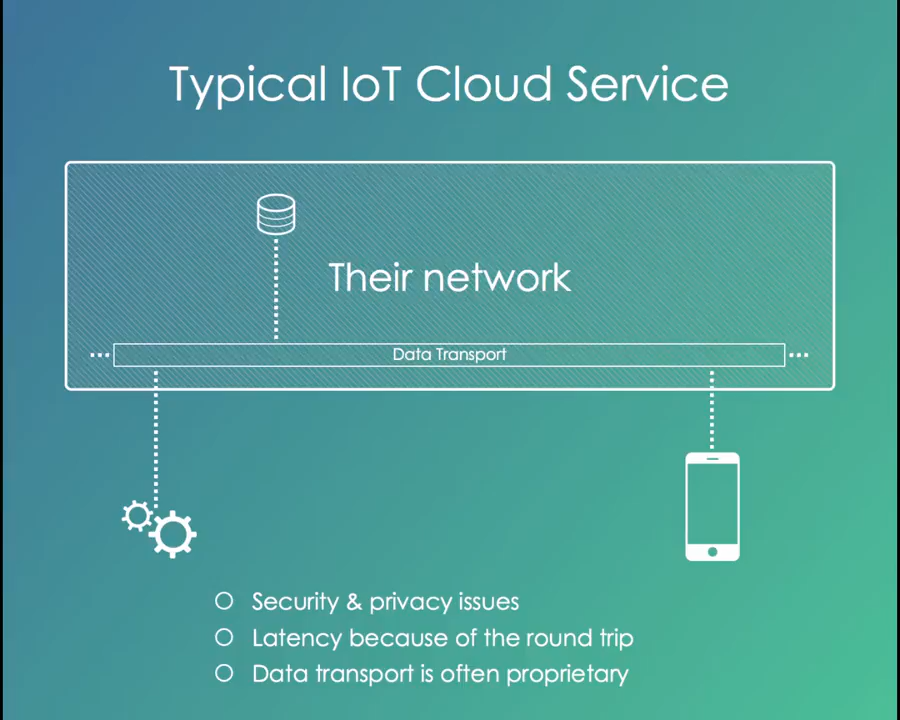 Typical IoT Cloud Service
Their network
Data Transport
Security & privacy issues
Latency because of the round trip
Data transport is often proprietary